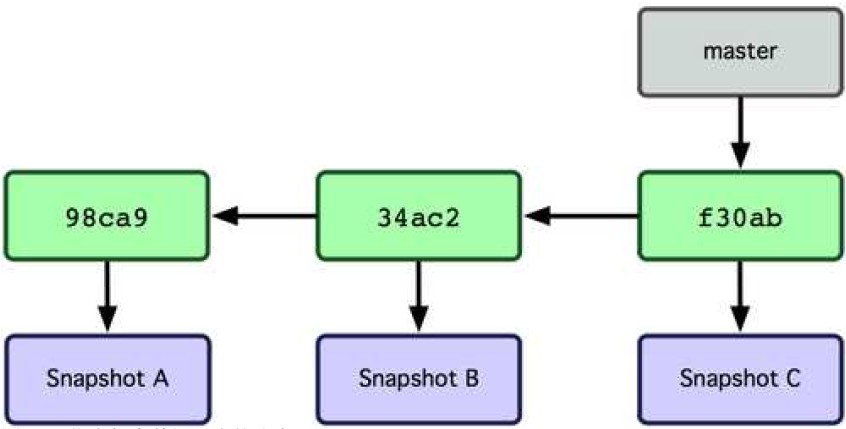 master
98ca9
34ac2
f30ab
Snapshot A
Snapshot B
Snapshot C